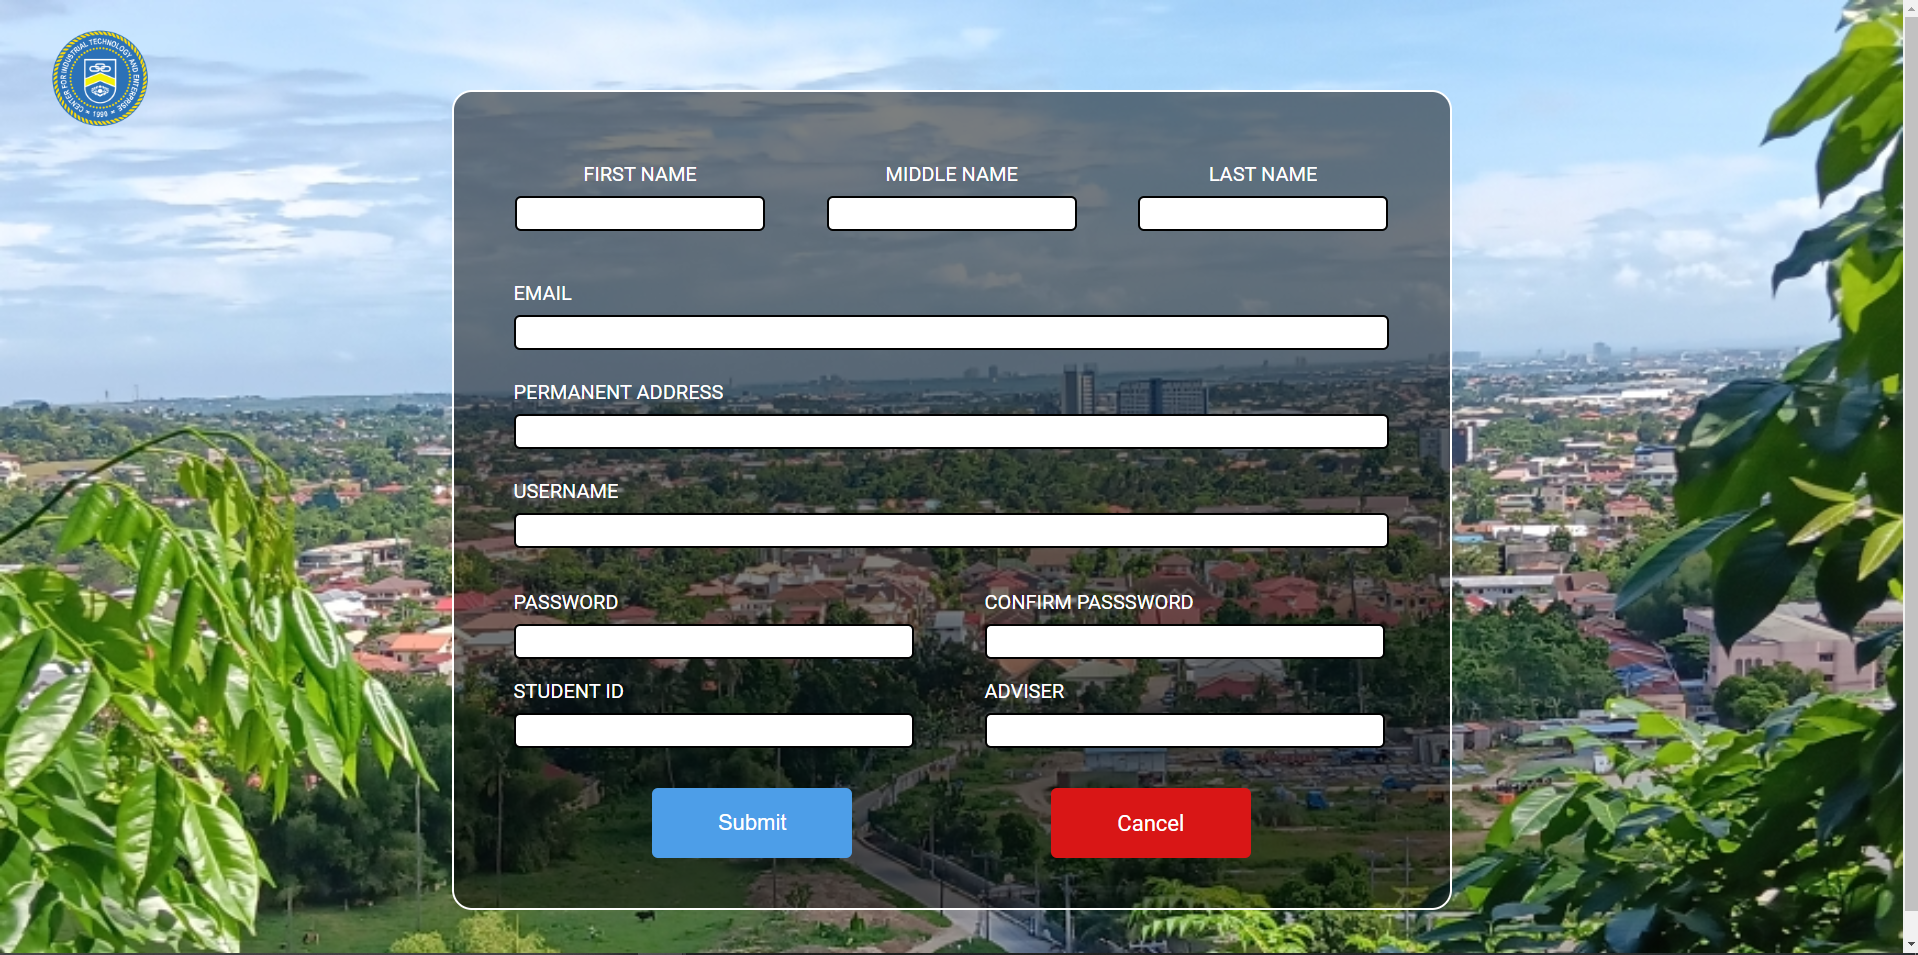 CENTER FOR INDUSTRIAL TECHNOLOGY AND ENTERPRISE
1990
FIRST NAME MIDDLE NAME LAST NAME
EMAIL
PERMANENT ADDRESS
USERNAME
PASSWORD CONFIRM PASSSWORD
STUDENT ID ADVISER
Submit Cancel